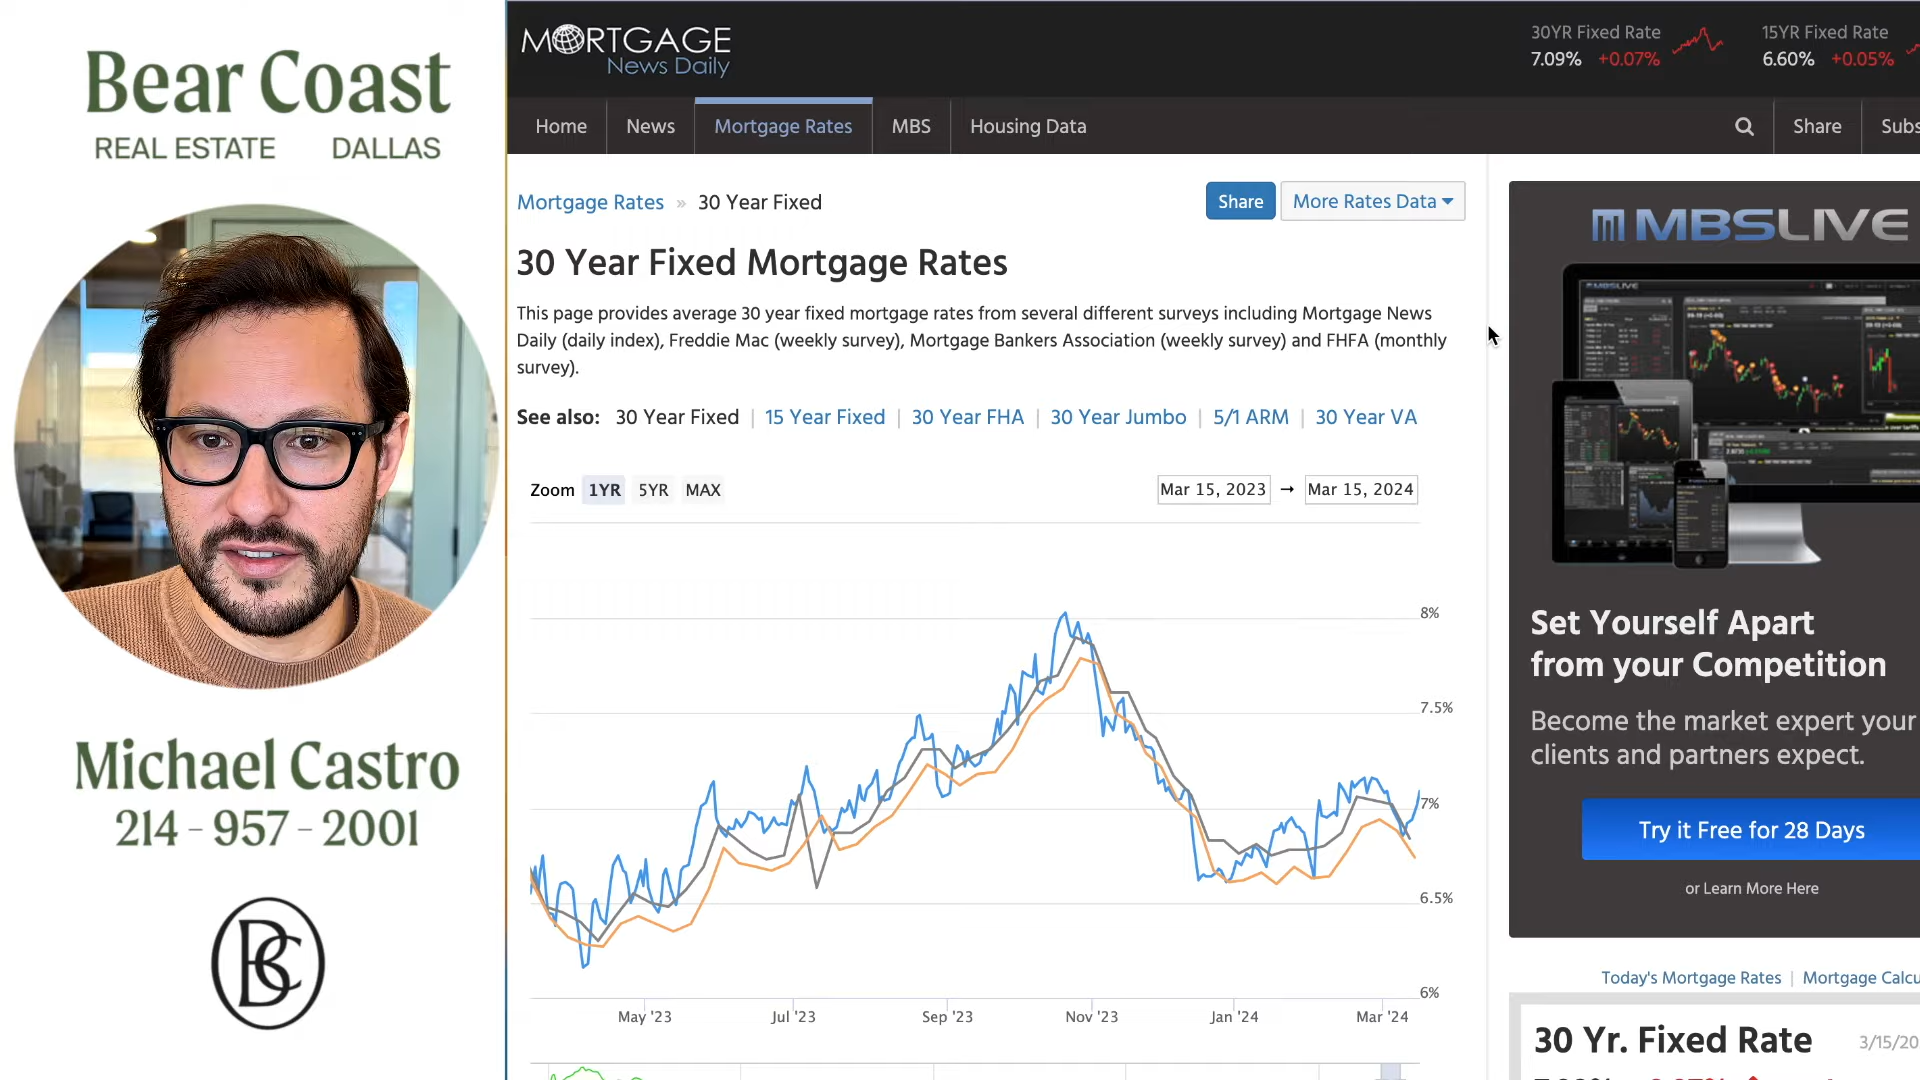 Bear Coast
REAL ESTATE DALLAS
Michael Castro
214 - 957 - 2001
BC
MORTGAGE
News Daily
30YR Fixed Rate
7.09% +0.07%
15YR Fixed Rate
6.60% +0.05%
Home News Mortgage Rates MBS Housing Data Share
Mortgage Rates » 30 Year Fixed
Share More Rates Data
30 Year Fixed Mortgage Rates
This page provides average 30 year fixed mortgage rates from several different surveys including Mortgage News
Daily (daily index), Freddie Mac (weekly survey), Mortgage Bankers Association (weekly survey) and FHFA (monthly
survey).
See also: 30 Year Fixed | 15 Year Fixed | 30 Year FHA | 30 Year Jumbo | 5/1 ARM | 30 Year VA
Zoom 1YR 5YR MAX Mar 15, 2023 → Mar 15, 2024
8%
7.5%
7%
6.5%
6%
May '23 Jul '23 Sep '23 Nov '23 Jan '24 Mar '24
MBSLIVE
Set Yourself Apart
from your Competition
Become the market expert your
clients and partners expect.
Try it Free for 28 Days
or Learn More Here
Today's Mortgage Rates | Mortgage Calcu
30 Yr. Fixed Rate 3/15/20